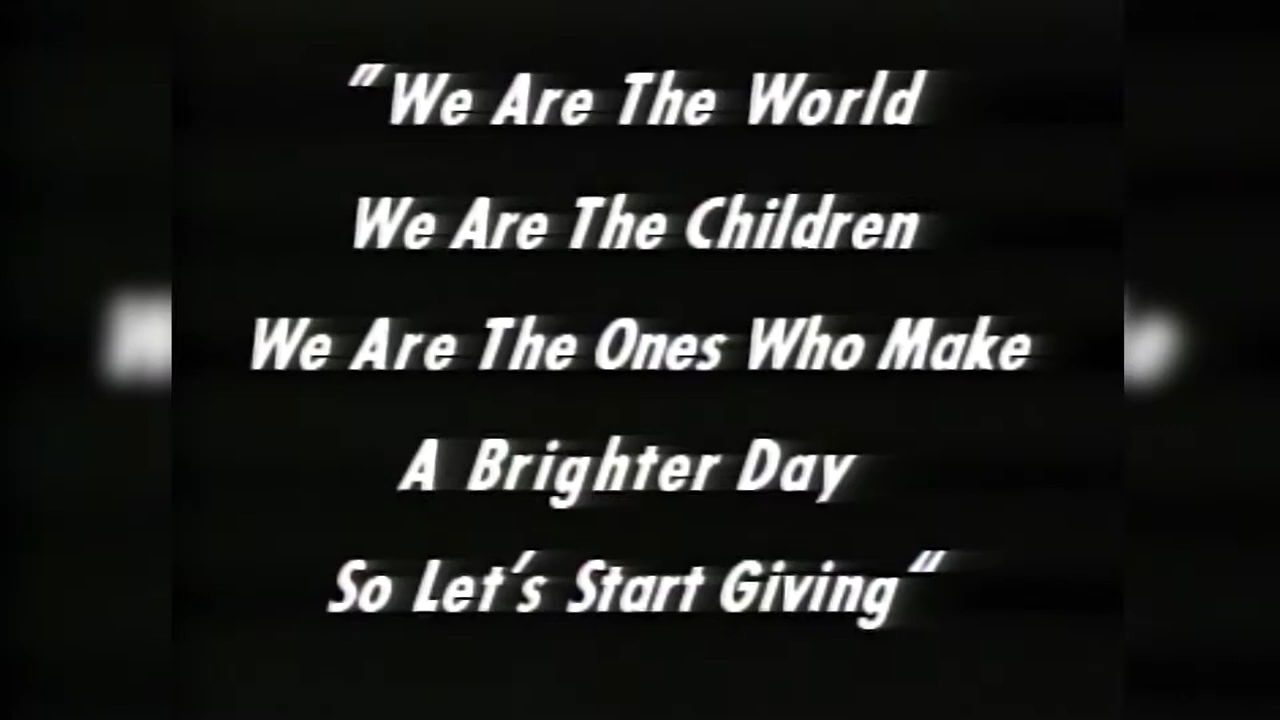 "We Are The World
We Are The Children
We Are The Ones Who Make
A Brighter Day
So Let's Start Giving"